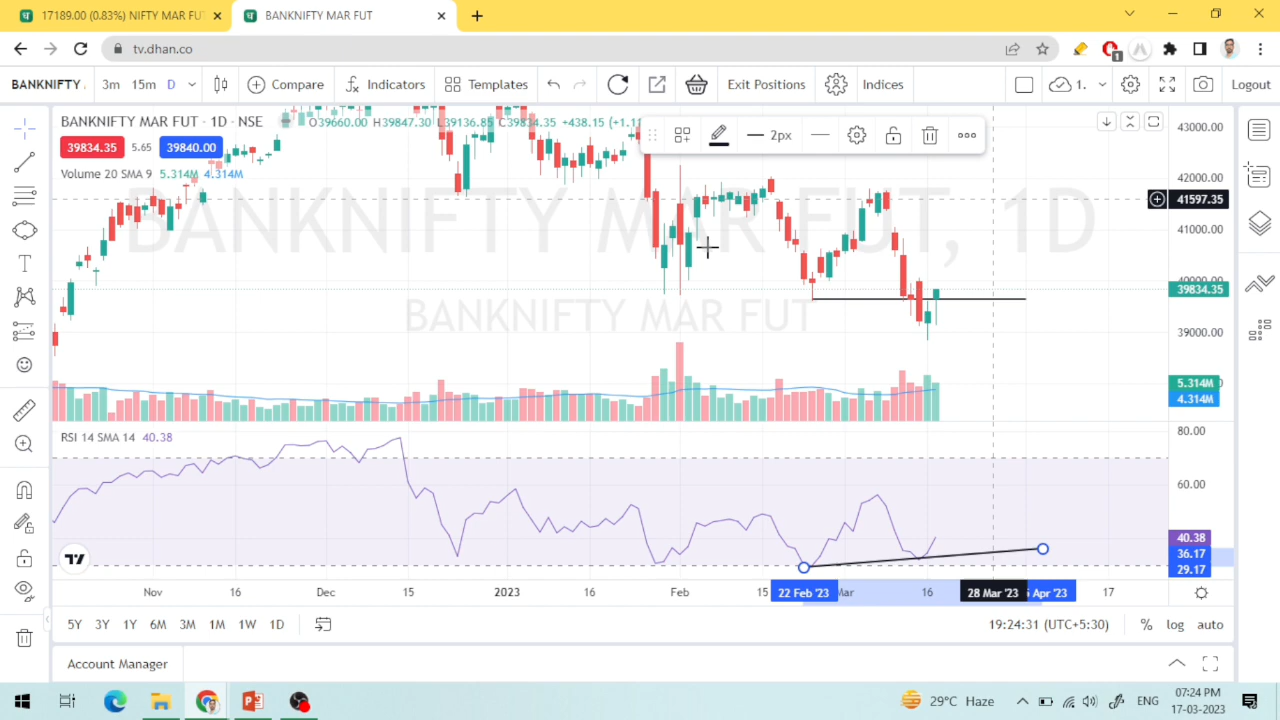 17189.00 (0.83%) NIFTY MAR FUT
BANKNIFTY MAR FUT
tv.dhan.co
1
BANKNIFTY 3m 15m D Compare Indicators Templates Exit Positions Indices 1. Logout
BANKNIFTY MAR FUT · 1D · NSE O39660.00 H39847.30 L39136.85 C39834.35 +438.15 (+1.11
39834.35 5.65 39840.00
2px
Volume 20 SMA 9 5.314M 4.314M
BANKNIFTY MAR FUT, 1D
BANKNIFTY MAR FUT
43000.00
42000.00
41597.35
41000.00
40000.00
39834.35
39000.00
5.314M
4.314M
RSI 14 SMA 14 40.38
80.00
60.00
40.38
36.17
29.17
Nov 16 Dec 15 2023 16 Feb 15 22 Feb '23 Mar 16 28 Mar '23 Apr '23 17
5Y 3Y 1Y 6M 3M 1M 1W 1D 19:24:31 (UTC+5:30) % log auto
Account Manager
29°C Haze ENG 07:24 PM
17-03-2023